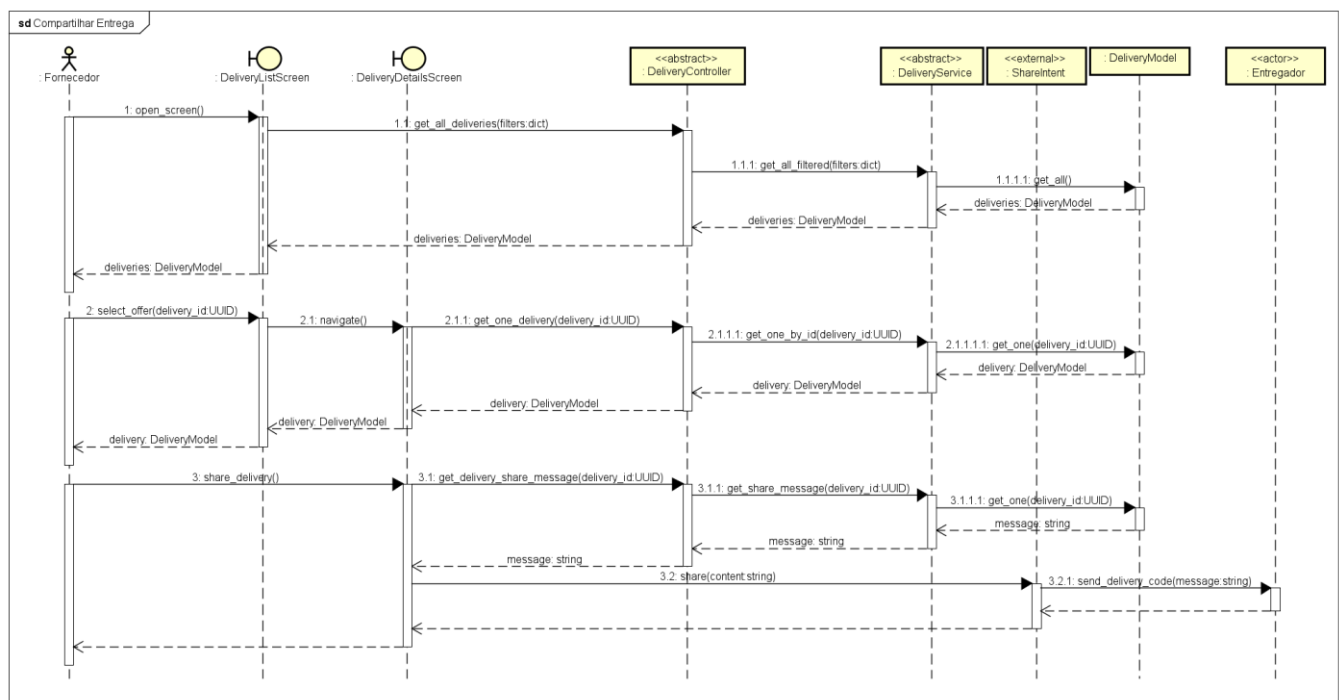 sd Compartilhar Entrega
: Fornecedor
: DeliveryListScreen
: DeliveryDetailsScreen
<<abstract>>
: DeliveryController
<<abstract>>
: DeliveryService
<<external>>
: ShareIntent
: DeliveryModel
<<actor>>
: Entregador
1: open_screen()
1.1: get_all_deliveries(filters:dict)
1.1.1: get_all_filtered(filters:dict)
1.1.1.1: get_all()
deliveries: DeliveryModel
deliveries: DeliveryModel
deliveries: DeliveryModel
deliveries: DeliveryModel
2: select_offer(delivery_id:UUID)
2.1: navigate()
2.1.1: get_one_delivery(delivery_id:UUID)
2.1.1.1: get_one_by_id(delivery_id:UUID)
2.1.1.1.1: get_one(delivery_id:UUID)
delivery: DeliveryModel
delivery: DeliveryModel
delivery: DeliveryModel
delivery: DeliveryModel
delivery: DeliveryModel
3: share_delivery()
3.1: get_delivery_share_message(delivery_id:UUID)
3.1.1: get_share_message(delivery_id:UUID)
3.1.1.1: get_one(delivery_id:UUID)
message: string
message: string
message: string
3.2: share(content:string)
3.2.1: send_delivery_code(message:string)